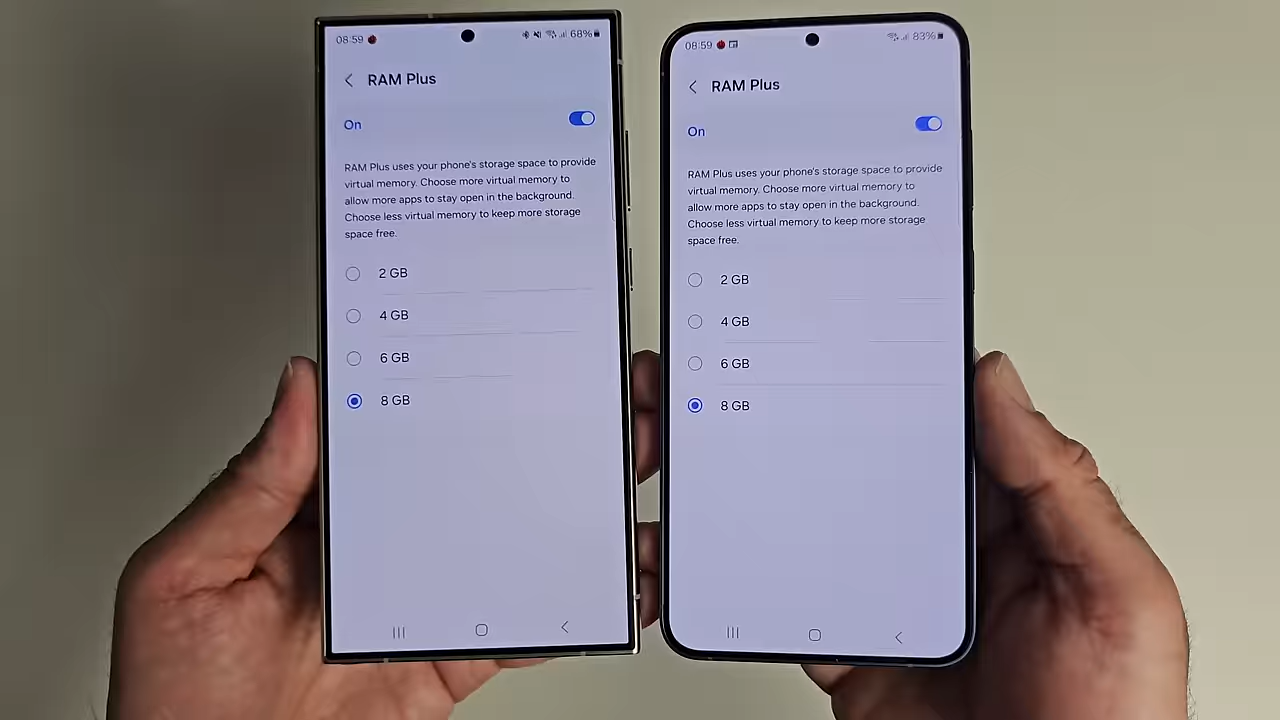 08:59
68%
RAM Plus
On
RAM Plus uses your phone's storage space to provide
virtual memory. Choose more virtual memory to
allow more apps to stay open in the background.
Choose less virtual memory to keep more storage
space free.
2 GB
4 GB
6 GB
8 GB
08:59
83%
RAM Plus
On
RAM Plus uses your phone's storage space to provide
virtual memory. Choose more virtual memory to
allow more apps to stay open in the background.
Choose less virtual memory to keep more storage
space free.
2 GB
4 GB
6 GB
8 GB